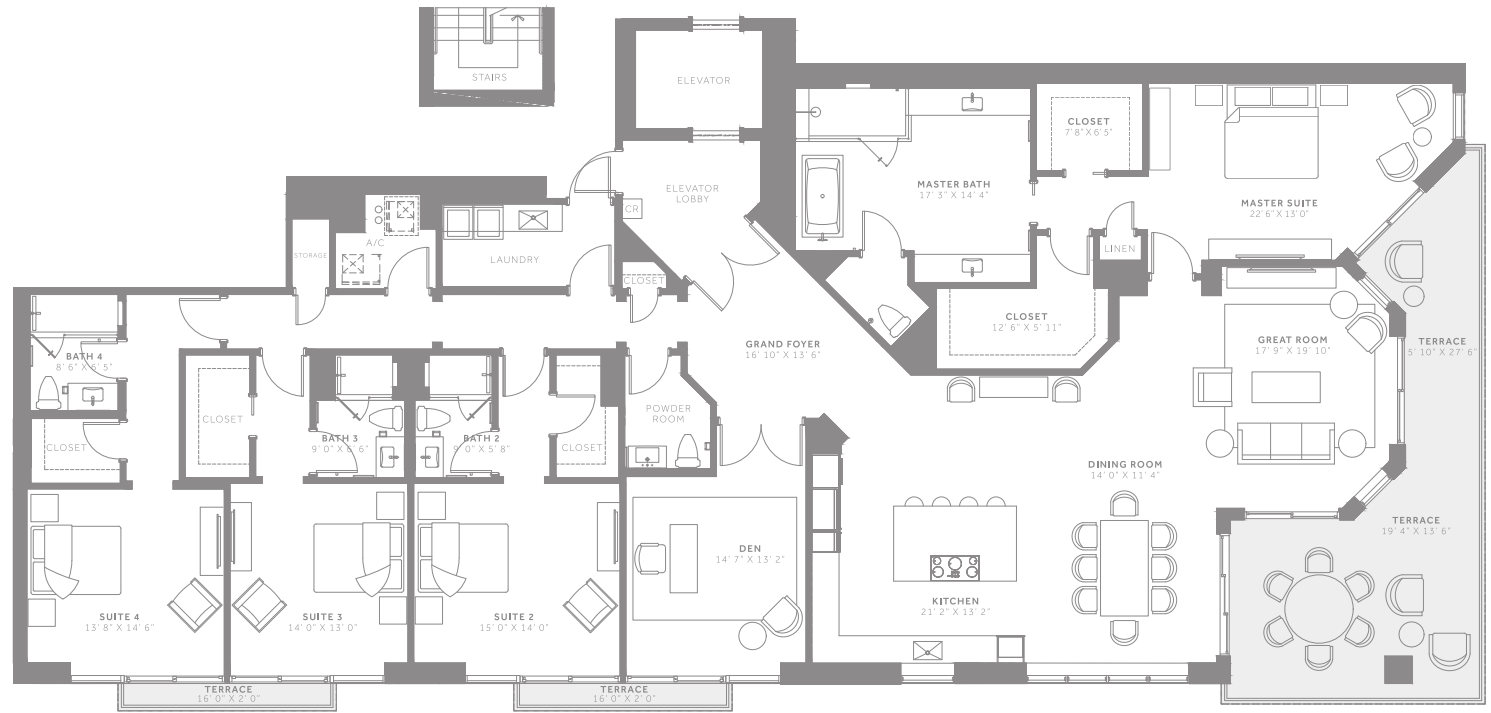 STAIRS
ELEVATOR
ELEVATOR
LOBBY
CR
CLOSET
7' 8" X 6' 5"
MASTER BATH
17' 3" X 14' 4"
MASTER SUITE
22' 6" X 13' 0"
LINEN
A/C
STORAGE
LAUNDRY
CLOSET
CLOSET
12' 6" X 5' 11"
GRAND FOYER
16' 10" X 13' 6"
GREAT ROOM
17' 9" X 19' 10"
TERRACE
5' 10" X 27' 6"
BATH 4
8' 6" X 6' 5"
CLOSET
CLOSET
BATH 3
9' 0" X 6' 6"
BATH 2
9' 0" X 5' 8"
CLOSET
POWDER
ROOM
DINING ROOM
14' 0" X 11' 4"
TERRACE
19' 4" X 13' 6"
DEN
14' 7" X 13' 2"
KITCHEN
21' 2" X 13' 2"
SUITE 4
13' 8" X 14' 6"
SUITE 3
14' 0" X 13' 0"
SUITE 2
15' 0" X 14' 0"
TERRACE
16' 0" X 2' 0"
TERRACE
16' 0" X 2' 0"